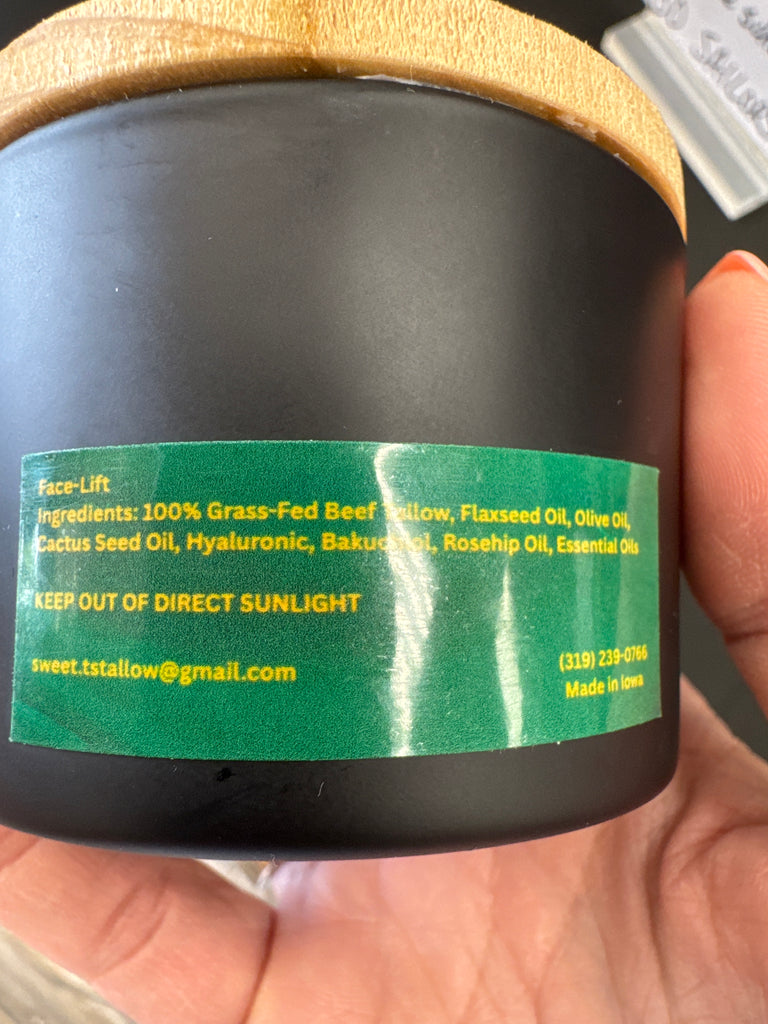 Face-Lift
Ingredients: 100% Grass-Fed Beef Tallow, Flaxseed Oil, Olive Oil,
Cactus Seed Oil, Hyaluronic, Bakuchiol, Rosehip Oil, Essential Oils
KEEP OUT OF DIRECT SUNLIGHT
sweet.tstallow@gmail.com
(319) 239-0766
Made in Iowa